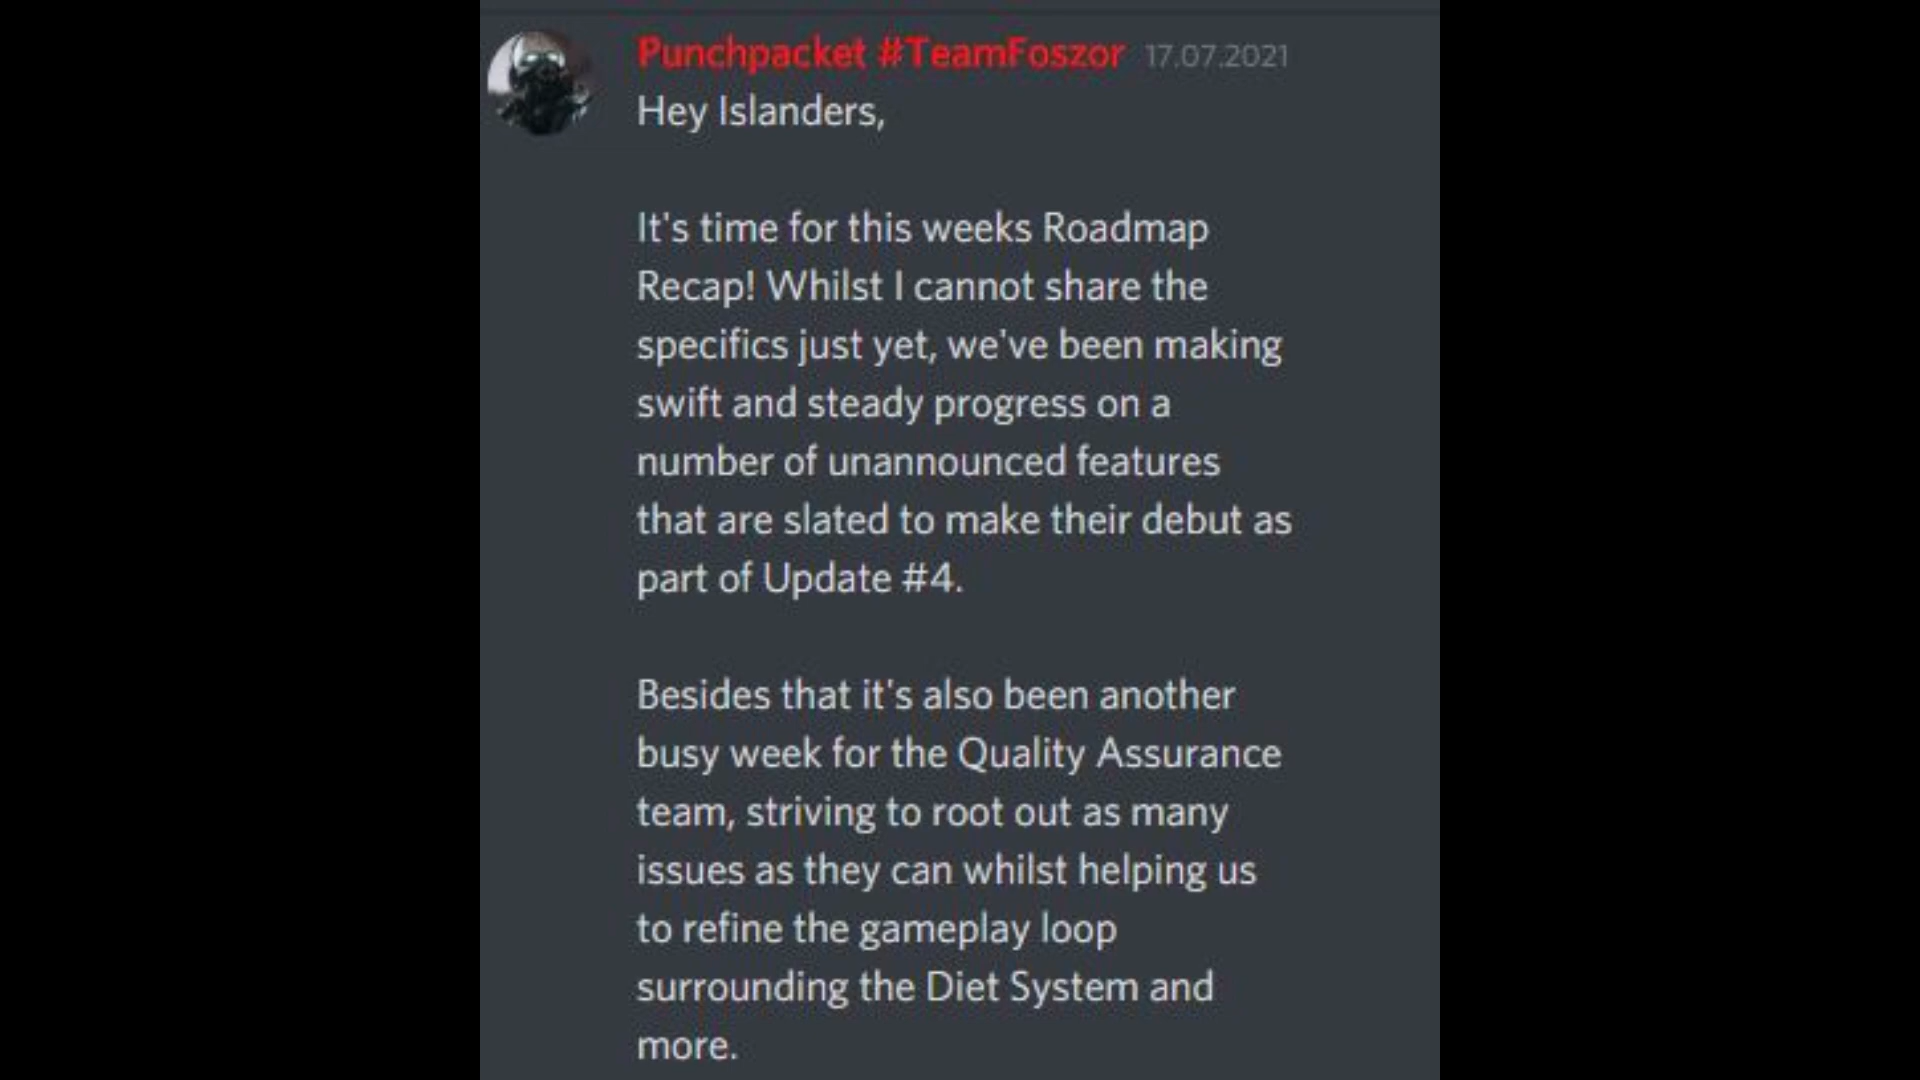 Punchpacket #TeamFoszor 17.07.2021
Hey Islanders,
It's time for this weeks Roadmap
Recap! Whilst I cannot share the
specifics just yet, we've been making
swift and steady progress on a
number of unannounced features
that are slated to make their debut as
part of Update #4.
Besides that it's also been another
busy week for the Quality Assurance
team, striving to root out as many
issues as they can whilst helping us
to refine the gameplay loop
surrounding the Diet System and
more.